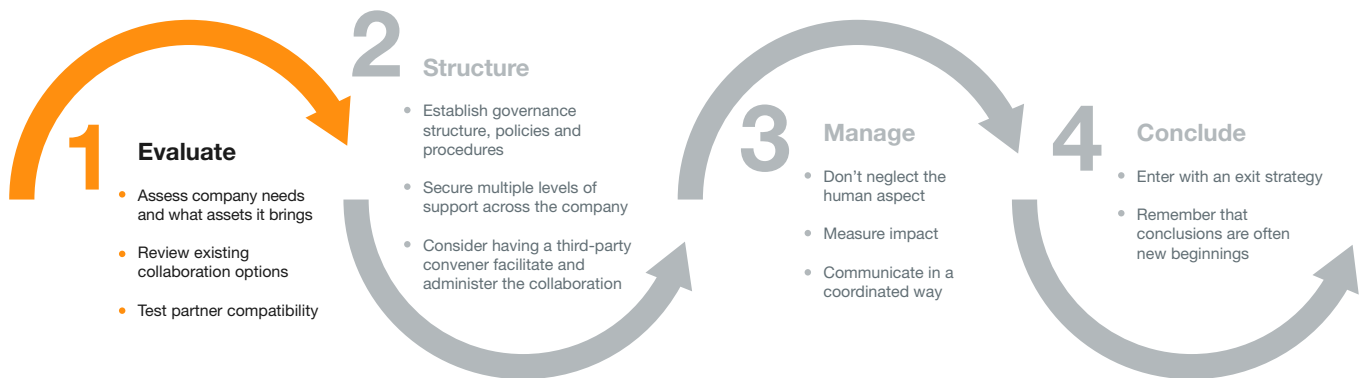 1
Evaluate
• Assess company needs
and what assets it brings
• Review existing
collaboration options
• Test partner compatibility
2
Structure
• Establish governance
structure, policies and
procedures
• Secure multiple levels of
support across the company
• Consider having a third-party
convener facilitate and
administer the collaboration
3
Manage
• Don’t neglect the
human aspect
• Measure impact
• Communicate in a
coordinated way
4
Conclude
• Enter with an exit strategy
• Remember that
conclusions are often
new beginnings